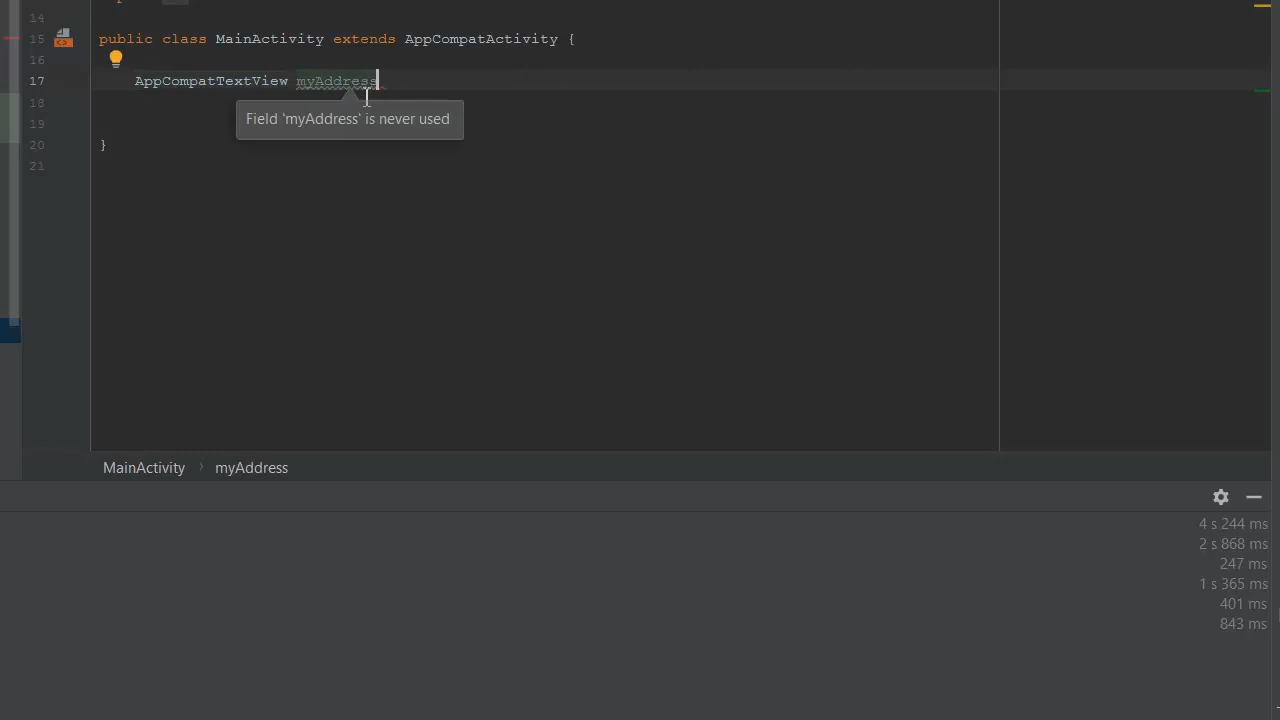 14
15 public class MainActivity extends AppCompatActivity {
16
17 AppCompatTextView myAddress
18
Field 'myAddress' is never used
19
20 }
21
MainActivity › myAddress
4 s 244 ms
2 s 868 ms
247 ms
1 s 365 ms
401 ms
843 ms